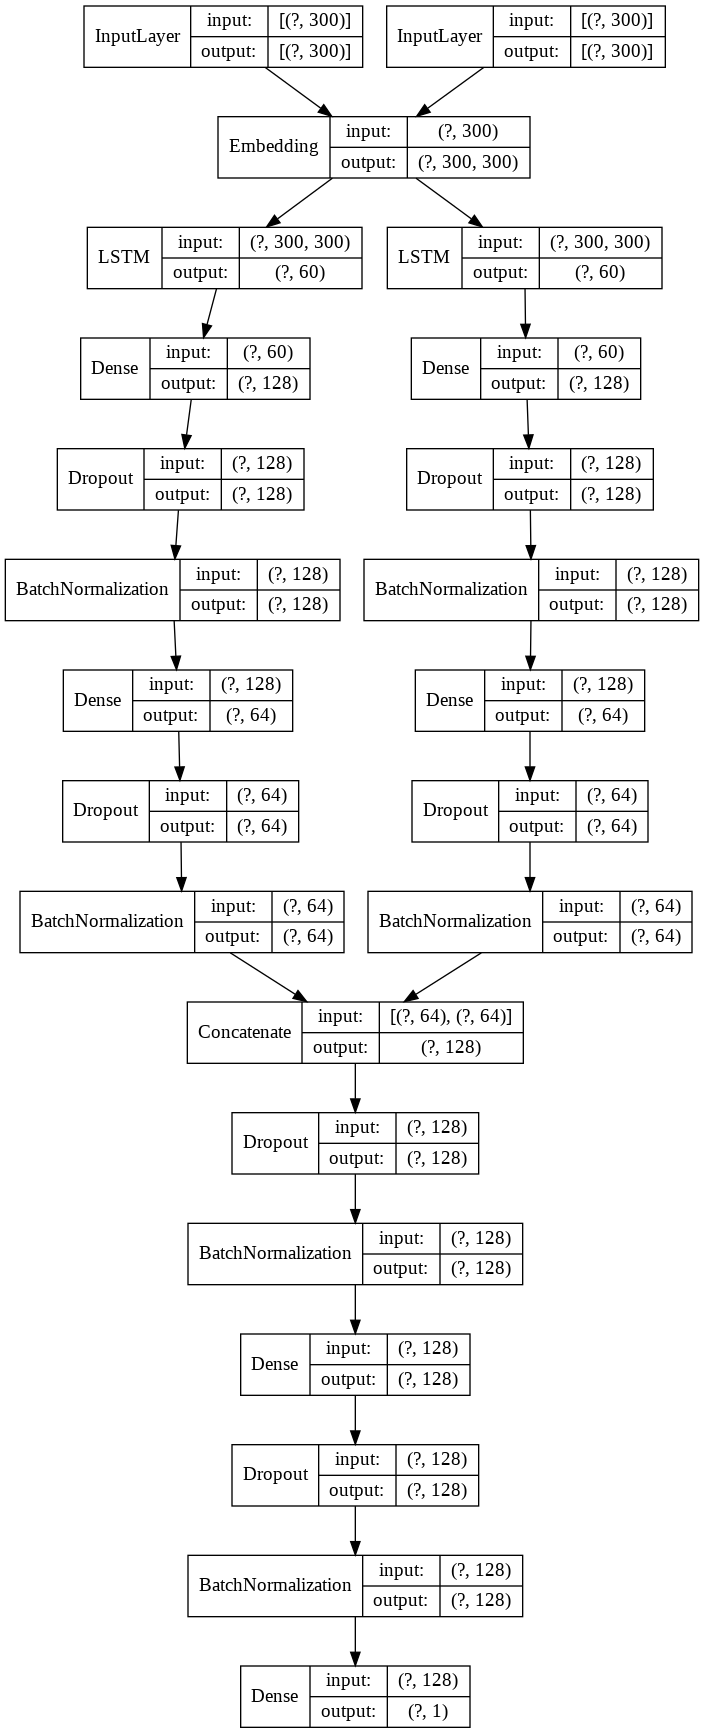 InputLayer input: [(?, 300)] output: [(?, 300)]
InputLayer input: [(?, 300)] output: [(?, 300)]
Embedding input: (?, 300) output: (?, 300, 300)
LSTM input: (?, 300, 300) output: (?, 60)
LSTM input: (?, 300, 300) output: (?, 60)
Dense input: (?, 60) output: (?, 128)
Dense input: (?, 60) output: (?, 128)
Dropout input: (?, 128) output: (?, 128)
Dropout input: (?, 128) output: (?, 128)
BatchNormalization input: (?, 128) output: (?, 128)
BatchNormalization input: (?, 128) output: (?, 128)
Dense input: (?, 128) output: (?, 64)
Dense input: (?, 128) output: (?, 64)
Dropout input: (?, 64) output: (?, 64)
Dropout input: (?, 64) output: (?, 64)
BatchNormalization input: (?, 64) output: (?, 64)
BatchNormalization input: (?, 64) output: (?, 64)
Concatenate input: [(?, 64), (?, 64)] output: (?, 128)
Dropout input: (?, 128) output: (?, 128)
BatchNormalization input: (?, 128) output: (?, 128)
Dense input: (?, 128) output: (?, 128)
Dropout input: (?, 128) output: (?, 128)
BatchNormalization input: (?, 128) output: (?, 128)
Dense input: (?, 128) output: (?, 1)